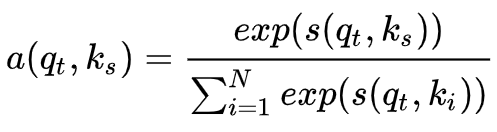 a(q_t, k_s) = \frac{exp(s(q_t, k_s))}{\sum_{i=1}^{N} exp(s(q_t, k_i))}